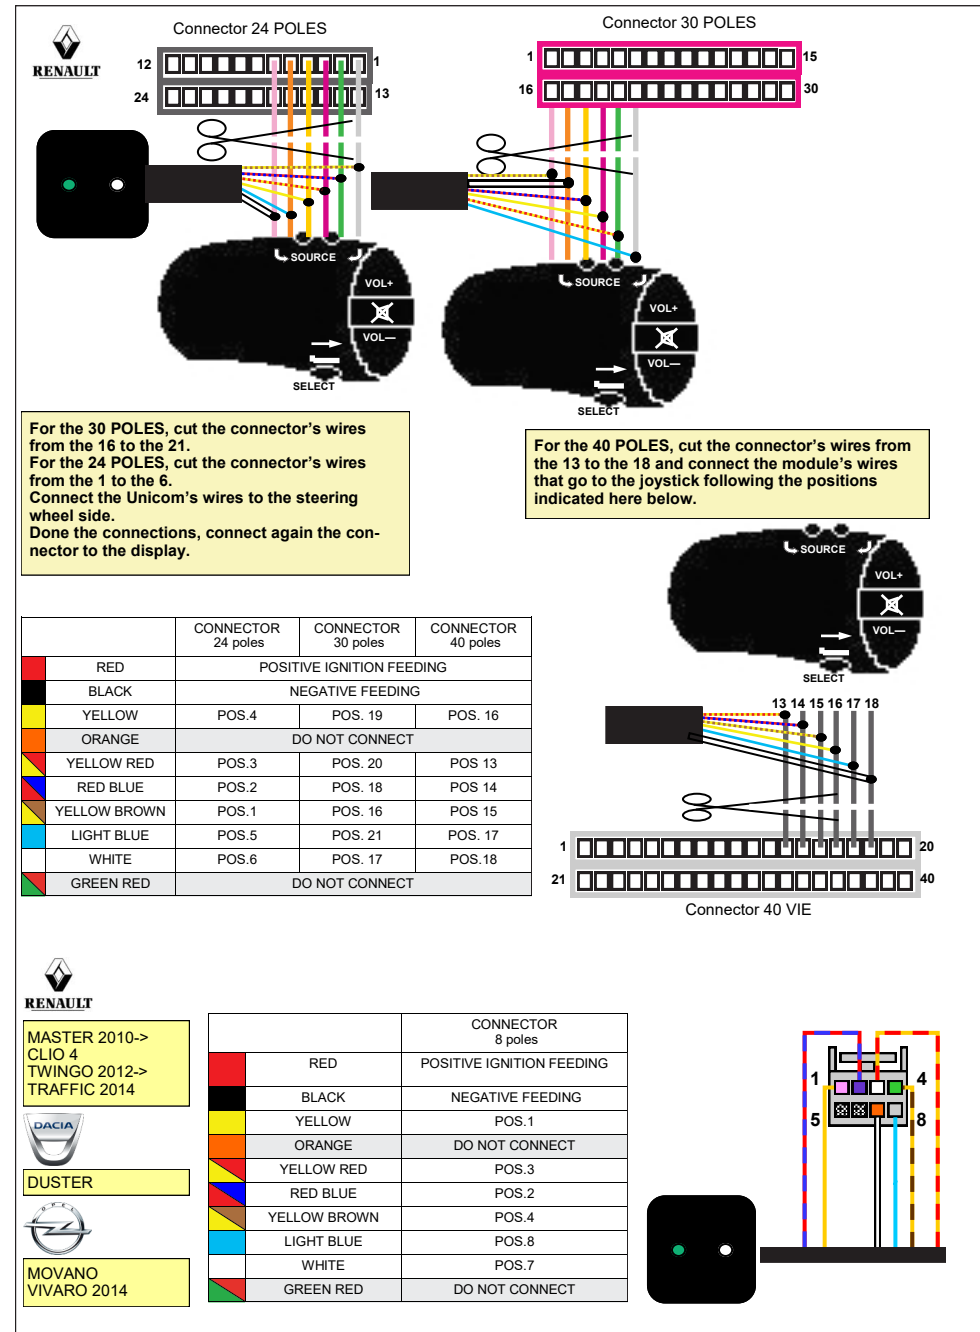 RENAULT
Connector 24 POLES
12
1
24
13
SOURCE
VOL+
VOL—
SELECT
Connector 30 POLES
1
15
16
30
SOURCE
VOL+
VOL—
SELECT
For the 30 POLES, cut the connector's wires
from the 16 to the 21.
For the 24 POLES, cut the connector's wires
from the 1 to the 6.
Connect the Unicom's wires to the steering
wheel side.
Done the connections, connect again the con-
nector to the display.
For the 40 POLES, cut the connector's wires from
the 13 to the 18 and connect the module's wires
that go to the joystick following the positions
indicated here below.
SOURCE
VOL+
VOL—
SELECT
CONNECTOR 24 poles CONNECTOR 30 poles CONNECTOR 40 poles
RED POSITIVE IGNITION FEEDING
BLACK NEGATIVE FEEDING
YELLOW POS.4 POS. 19 POS. 16
ORANGE DO NOT CONNECT
YELLOW RED POS.3 POS. 20 POS 13
RED BLUE POS.2 POS. 18 POS 14
YELLOW BROWN POS.1 POS. 16 POS 15
LIGHT BLUE POS.5 POS. 21 POS. 17
WHITE POS.6 POS. 17 POS.18
GREEN RED DO NOT CONNECT
13 14 15 16 17 18
1
20
21
40
Connector 40 VIE
RENAULT
MASTER 2010->
CLIO 4
TWINGO 2012->
TRAFFIC 2014
DACIA
DUSTER
OPEL
MOVANO
VIVARO 2014
CONNECTOR
8 poles
RED POSITIVE IGNITION FEEDING
BLACK NEGATIVE FEEDING
YELLOW POS.1
ORANGE DO NOT CONNECT
YELLOW RED POS.3
RED BLUE POS.2
YELLOW BROWN POS.4
LIGHT BLUE POS.8
WHITE POS.7
GREEN RED DO NOT CONNECT
1
4
5
8